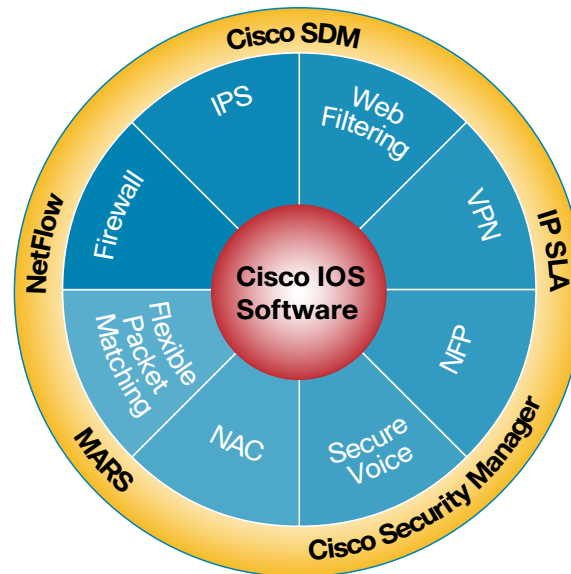 Cisco SDM
IPS
Web
Filtering
Firewall
VPN
NetFlow
IP SLA
Cisco IOS
Software
Flexible
Packet
Matching
NFP
NAC
Secure
Voice
MARS
Cisco Security Manager